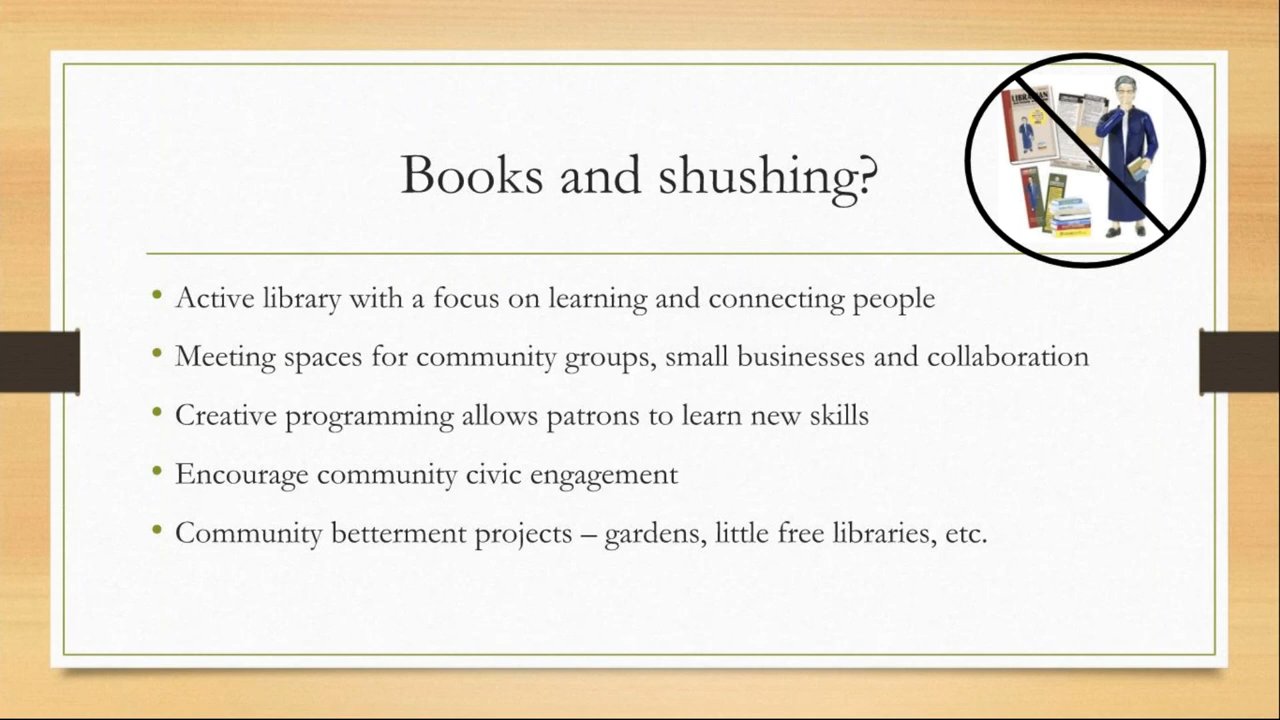 Books and shushing?
LIBRARIAN
• Active library with a focus on learning and connecting people
• Meeting spaces for community groups, small businesses and collaboration
• Creative programming allows patrons to learn new skills
• Encourage community civic engagement
• Community betterment projects – gardens, little free libraries, etc.